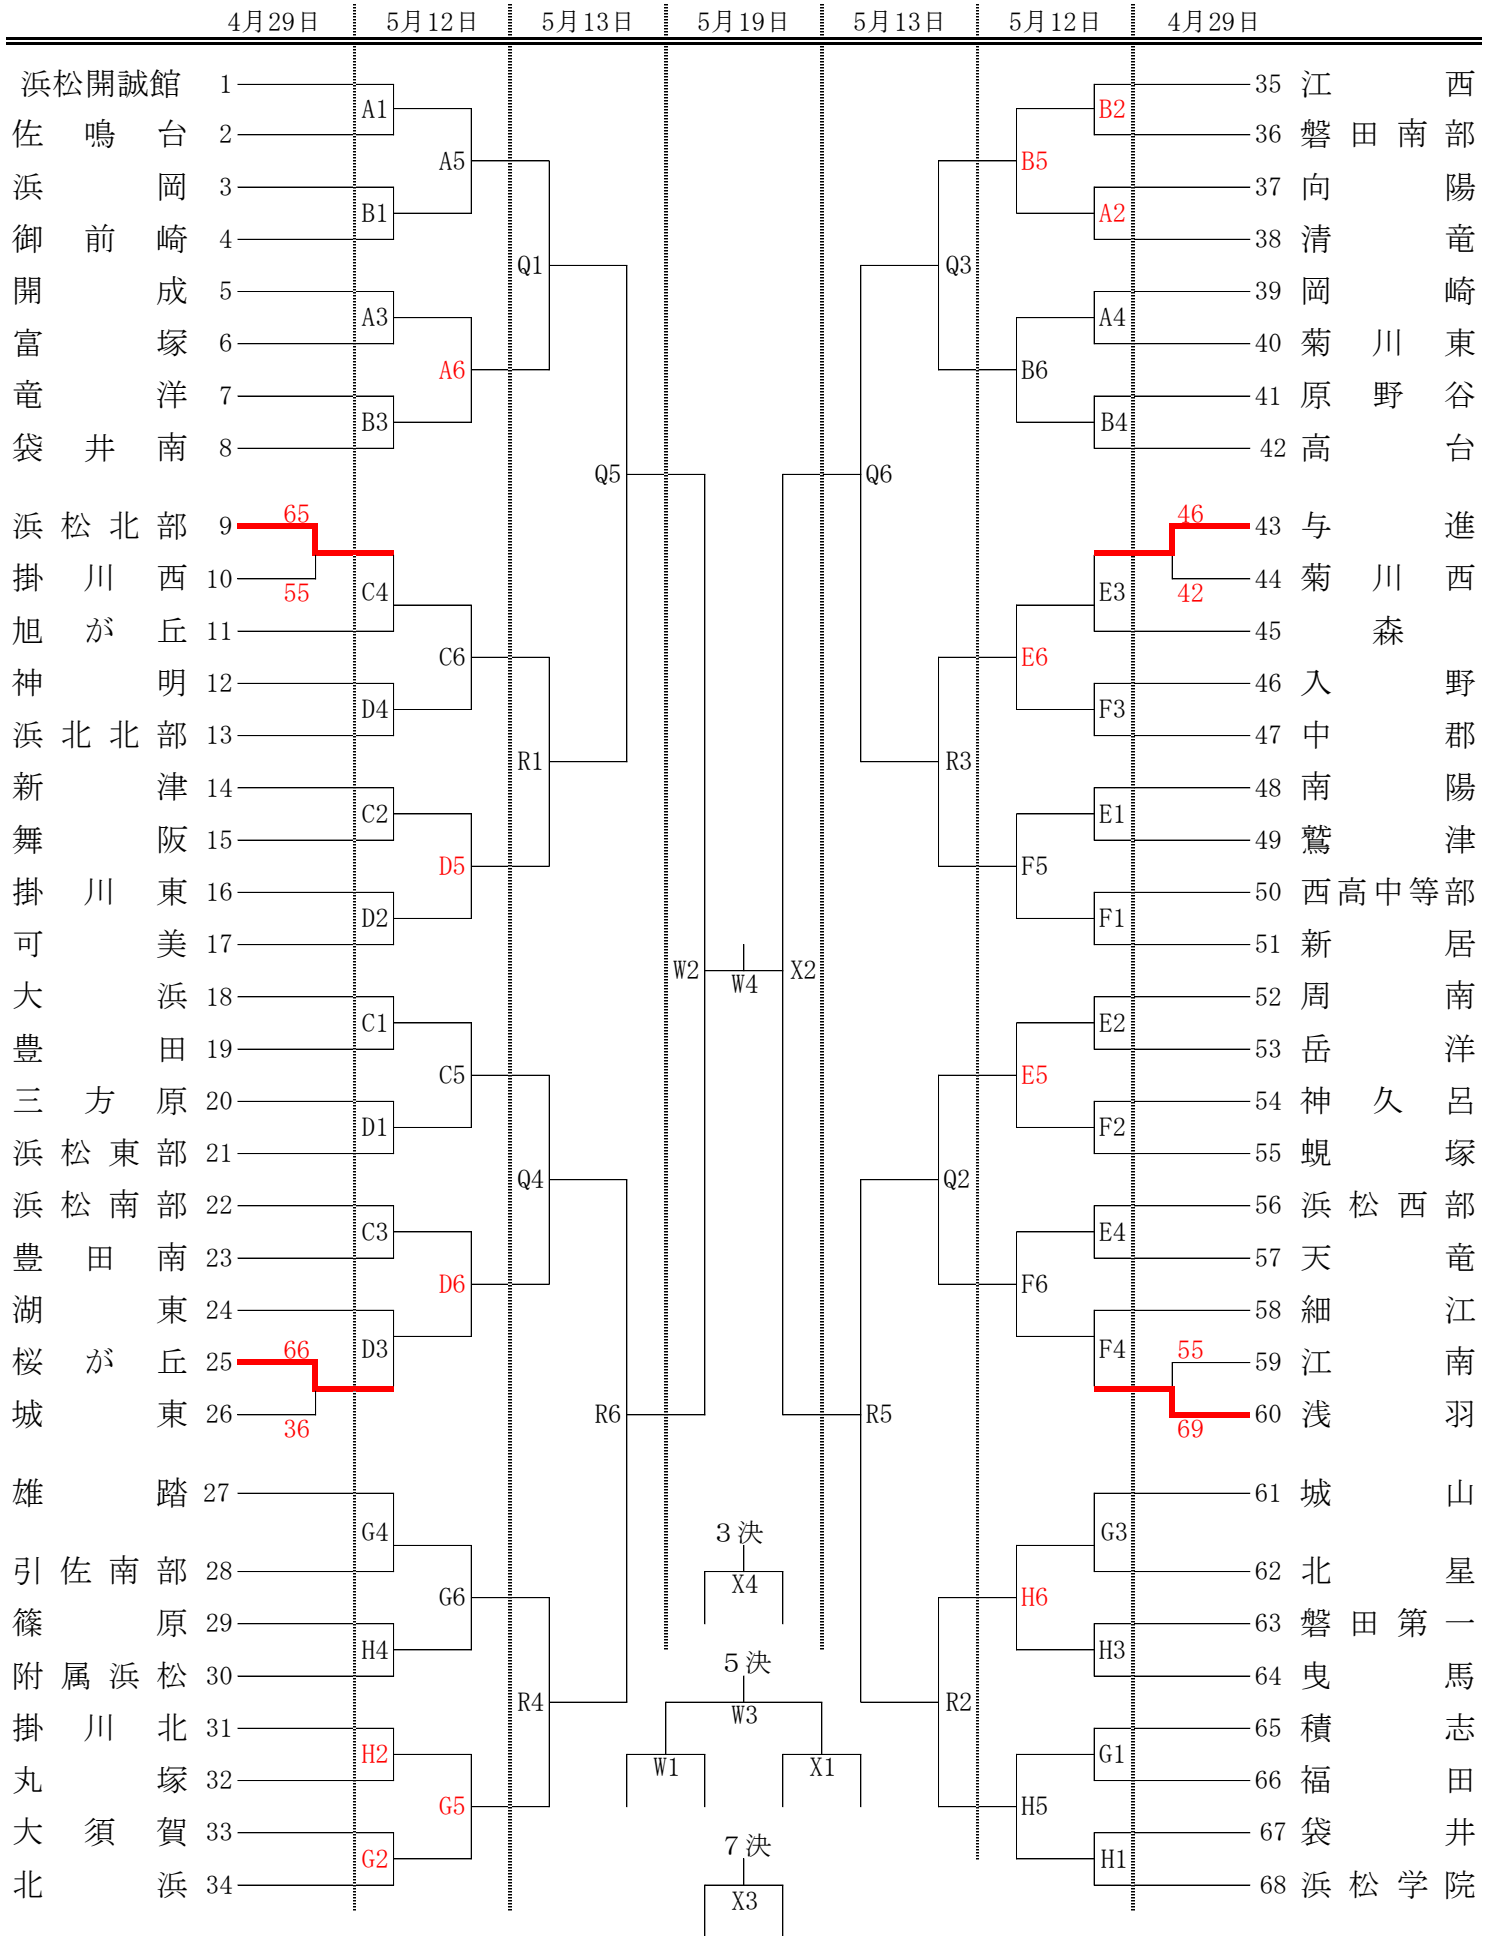 4月29日 5月12日 5月13日 5月19日 5月13日 5月12日 4月29日
浜松開誠館 1 35 江西
A1 B2
佐鳴台 2 36 磐田南部
A5 B5
浜岡 3 37 向陽
B1 A2
御前崎 4 38 清竜
Q1 Q3
開成 5 39 岡崎
A3 A4
富塚 6 40 菊川東
A6 B6
竜洋 7 41 原野谷
B3 B4
袋井南 8 42 高台
Q5 Q6
65 46
浜松北部 9 43 与進
掛川西 10 44 菊川西
55 C4 E3 42
旭が丘 11 45 森
C6 E6
神明 12 46 入野
D4 F3
浜北北部 13 47 中郡
R1 R3
新津 14 48 南陽
C2 E1
舞阪 15 49 鷲津
D5 F5
掛川東 16 50 西高中等部
D2 F1
可美 17 51 新居
W2 W4 X2
大浜 18 52 周南
C1 E2
豊田 19 53 岳洋
C5 E5
三方原 20 54 神久呂
D1 F2
浜松東部 21 55 蜆塚
Q4 Q2
浜松南部 22 56 浜松西部
C3 E4
豊田南 23 57 天竜
D6 F6
湖東 24 58 細江
66 D3 F4 55
桜が丘 25 59 江南
城東 26 R6 R5 60 浅羽
36 69
雄踏 27 61 城山
G4 3決 G3
引佐南部 28 62 北星
X4
G6 H6
篠原 29 63 磐田第一
H4 H3
5決
附属浜松 30 64 曳馬
R4 W3 R2
掛川北 31 65 積志
H2 W1 X1 G1
丸塚 32 66 福田
G5 H5
大須賀 33 67 袋井
7決
G2 H1
北浜 34 68 浜松学院
X3